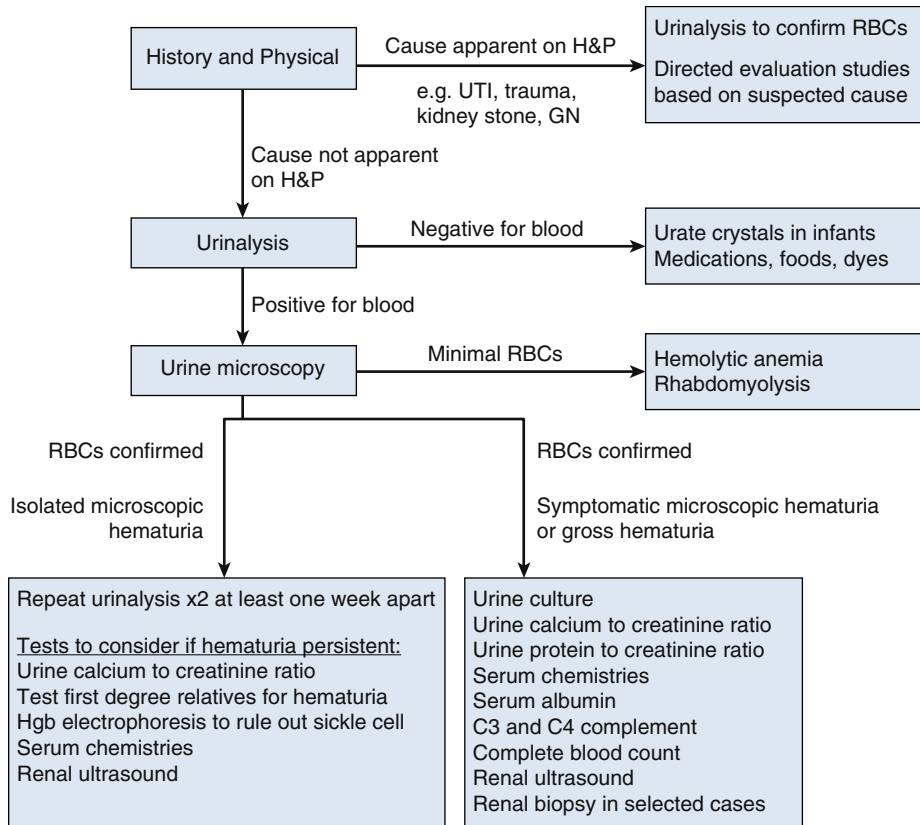 History and Physical
Cause apparent on H&P
e.g. UTI, trauma,
kidney stone, GN
Urinalysis to confirm RBCs
Directed evaluation studies
based on suspected cause
Cause not apparent
on H&P
Urinalysis
Negative for blood
Urate crystals in infants
Medications, foods, dyes
Positive for blood
Urine microscopy
Minimal RBCs
Hemolytic anemia
Rhabdomyolysis
RBCs confirmed
Isolated microscopic
hematuria
RBCs confirmed
Symptomatic microscopic hematuria
or gross hematuria
Repeat urinalysis x2 at least one week apart
Tests to consider if hematuria persistent:
Urine calcium to creatinine ratio
Test first degree relatives for hematuria
Hgb electrophoresis to rule out sickle cell
Serum chemistries
Renal ultrasound
Urine culture
Urine calcium to creatinine ratio
Urine protein to creatinine ratio
Serum chemistries
Serum albumin
C3 and C4 complement
Complete blood count
Renal ultrasound
Renal biopsy in selected cases